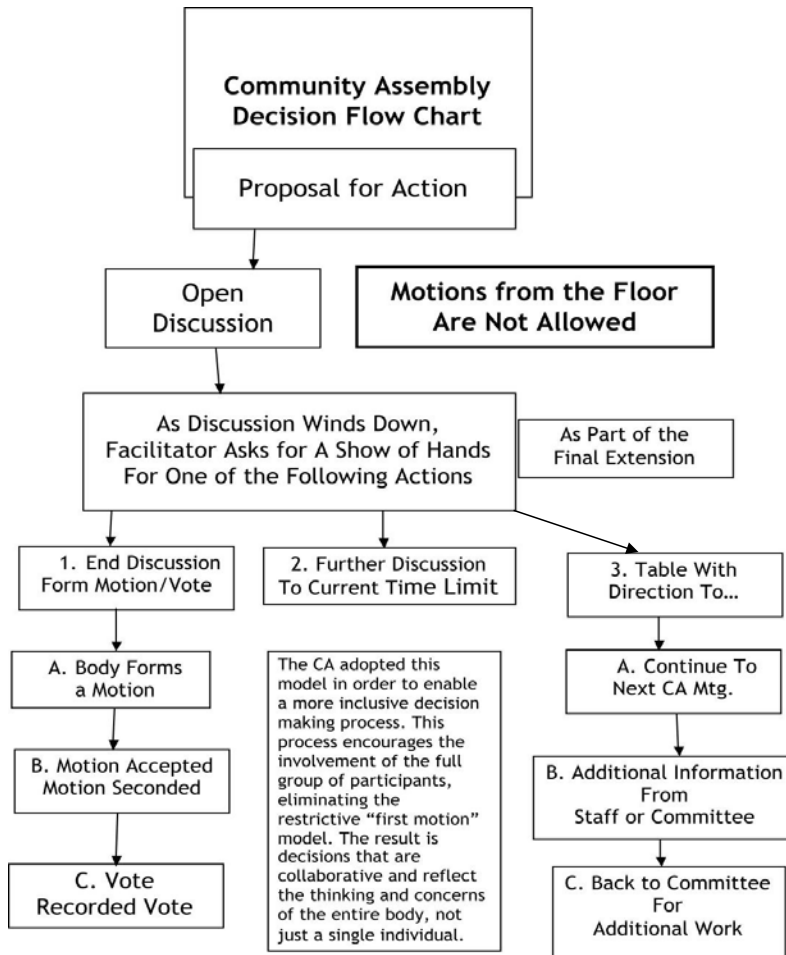 Community Assembly
Decision Flow Chart
Proposal for Action
Open
Discussion
Motions from the Floor
Are Not Allowed
As Discussion Winds Down,
Facilitator Asks for A Show of Hands
For One of the Following Actions
As Part of the
Final Extension
1. End Discussion
Form Motion/Vote
2. Further Discussion
To Current Time Limit
3. Table With
Direction To…
A. Body Forms
a Motion
B. Motion Accepted
Motion Seconded
C. Vote
Recorded Vote
The CA adopted this
model in order to enable
a more inclusive decision
making process. This
process encourages the
involvement of the full
group of participants,
eliminating the
restrictive “first motion”
model. The result is
decisions that are
collaborative and reflect
the thinking and concerns
of the entire body, not
just a single individual.
A. Continue To
Next CA Mtg.
B. Additional Information
From
Staff or Committee
C. Back to Committee
For
Additional Work